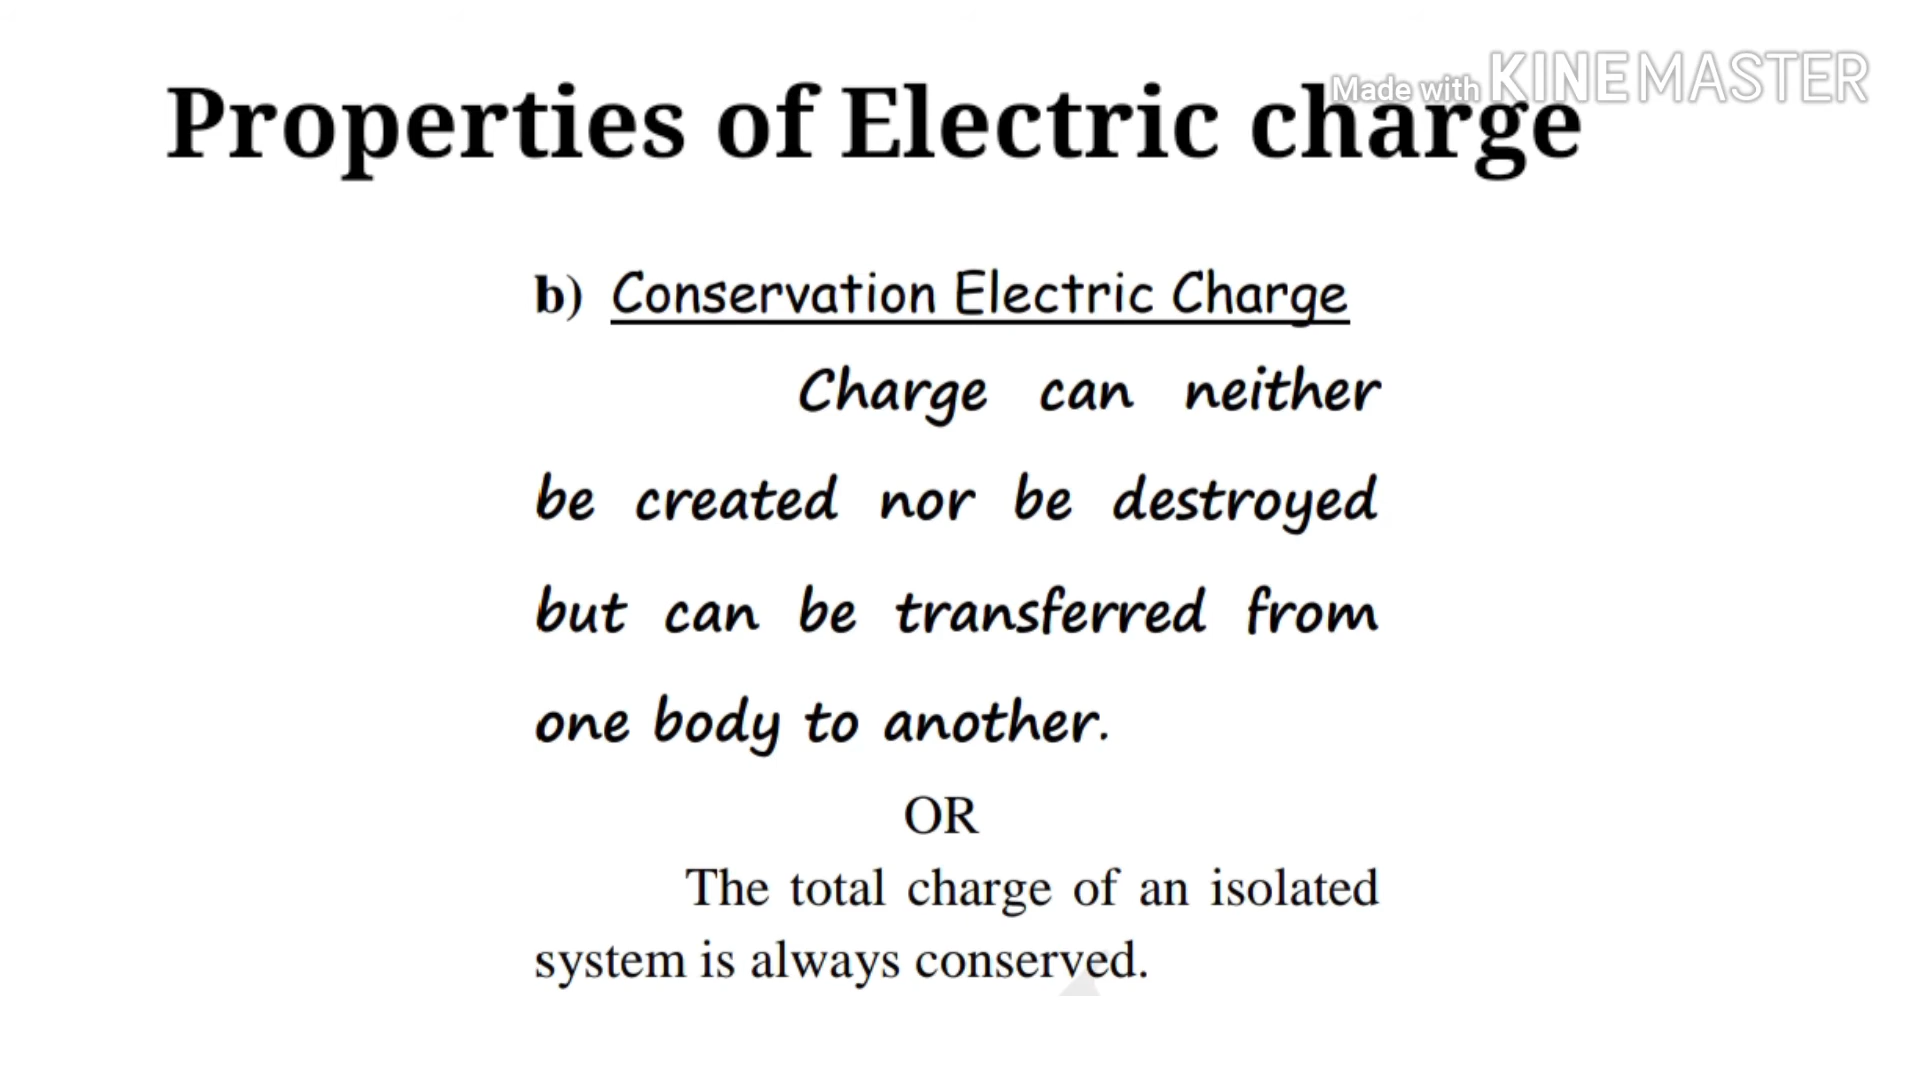 Made with KINEMASTER
Properties of Electric charge
b) Conservation Electric Charge
Charge can neither
be created nor be destroyed
but can be transferred from
one body to another.
OR
The total charge of an isolated
system is always conserved.